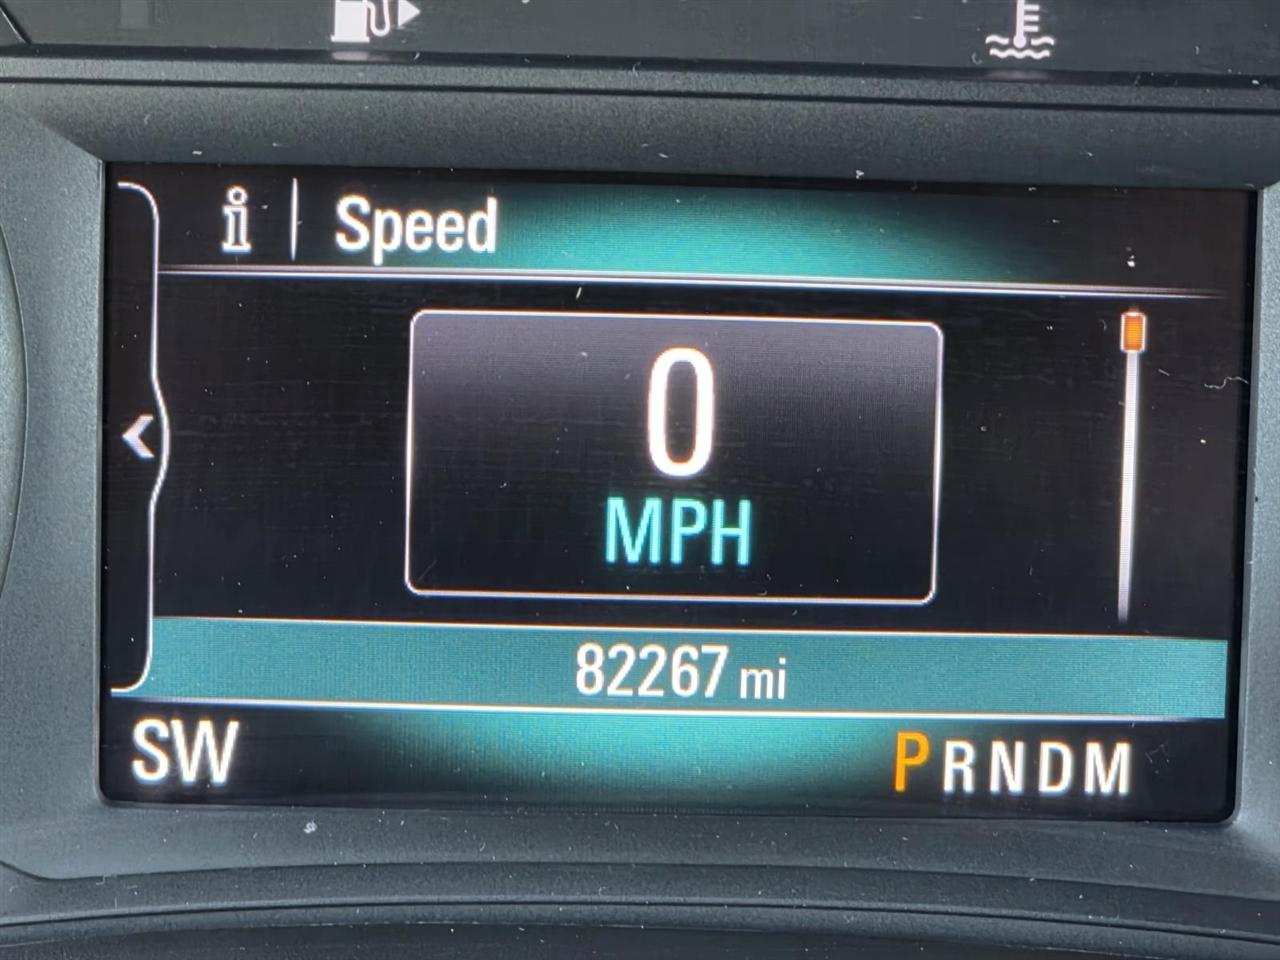 i Speed
0
MPH
82267 mi
SW PRNDM